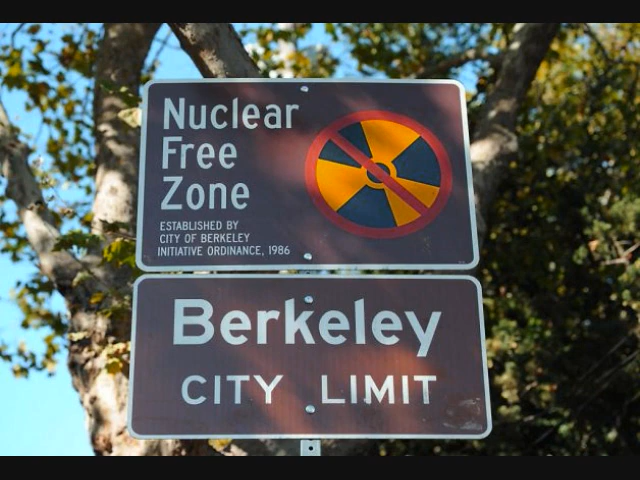 Nuclear
Free
Zone
ESTABLISHED BY
CITY OF BERKELEY
INITIATIVE ORDINANCE, 1986
Berkeley
CITY LIMIT